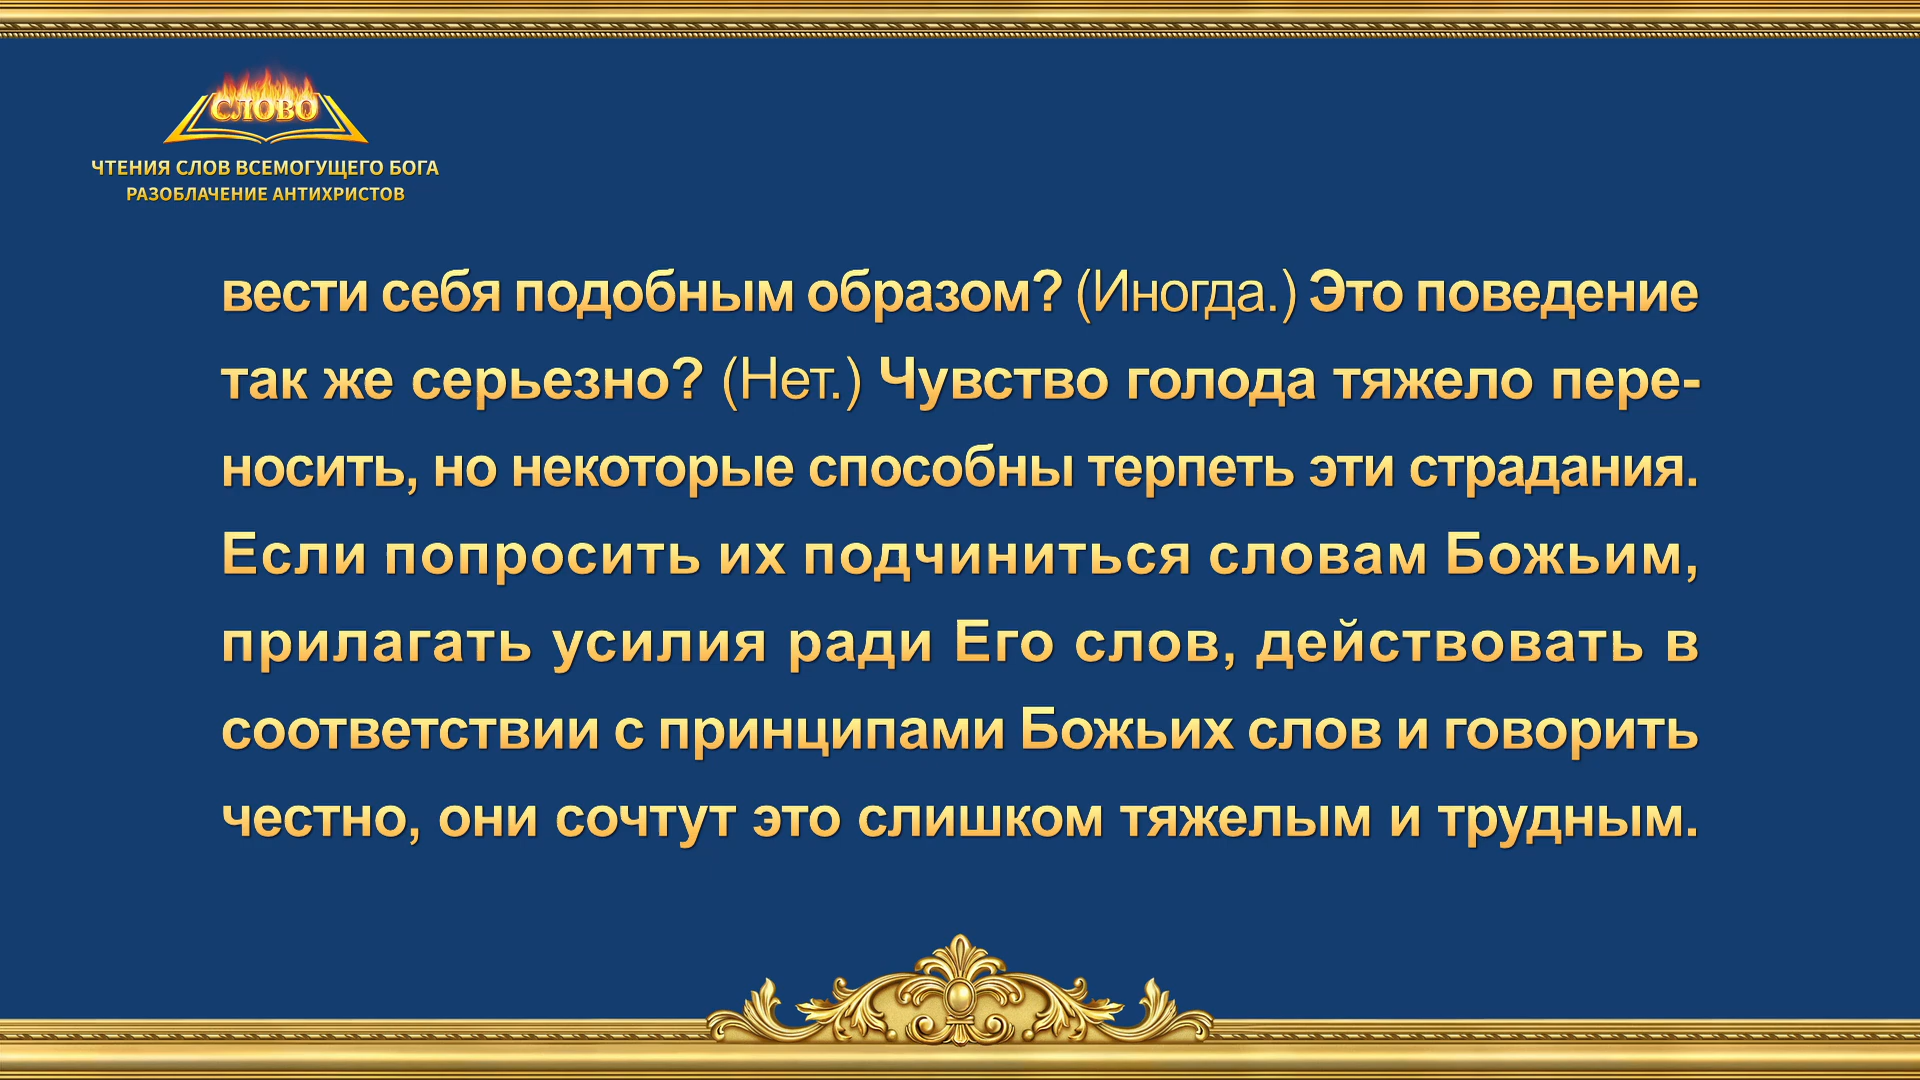 СЛОВО
ЧТЕНИЯ СЛОВ ВСЕМОГУЩЕГО БОГА
РАЗОБЛАЧЕНИЕ АНТИХРИСТОВ
вести себя подобным образом? (Иногда.) Это поведение
так же серьезно? (Нет.) Чувство голода тяжело пере-
носить, но некоторые способны терпеть эти страдания.
Если попросить их подчиниться словам Божьим,
прилагать усилия ради Его слов, действовать в
соответствии с принципами Божьих слов и говорить
честно, они сочтут это слишком тяжелым и трудным.